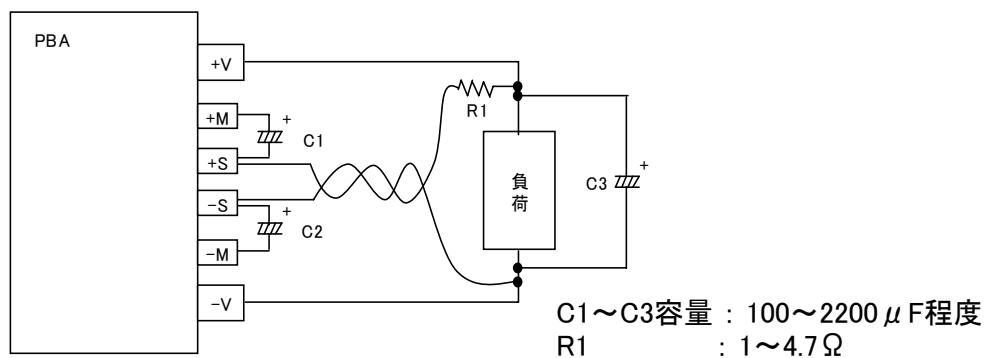 PBA
+V
+M
+
C1
+S
-S
+
C2
-M
-V
R1
負荷
C3
+
C1~C3容量 : 100~2200μF程度
R1 : 1~4.7Ω